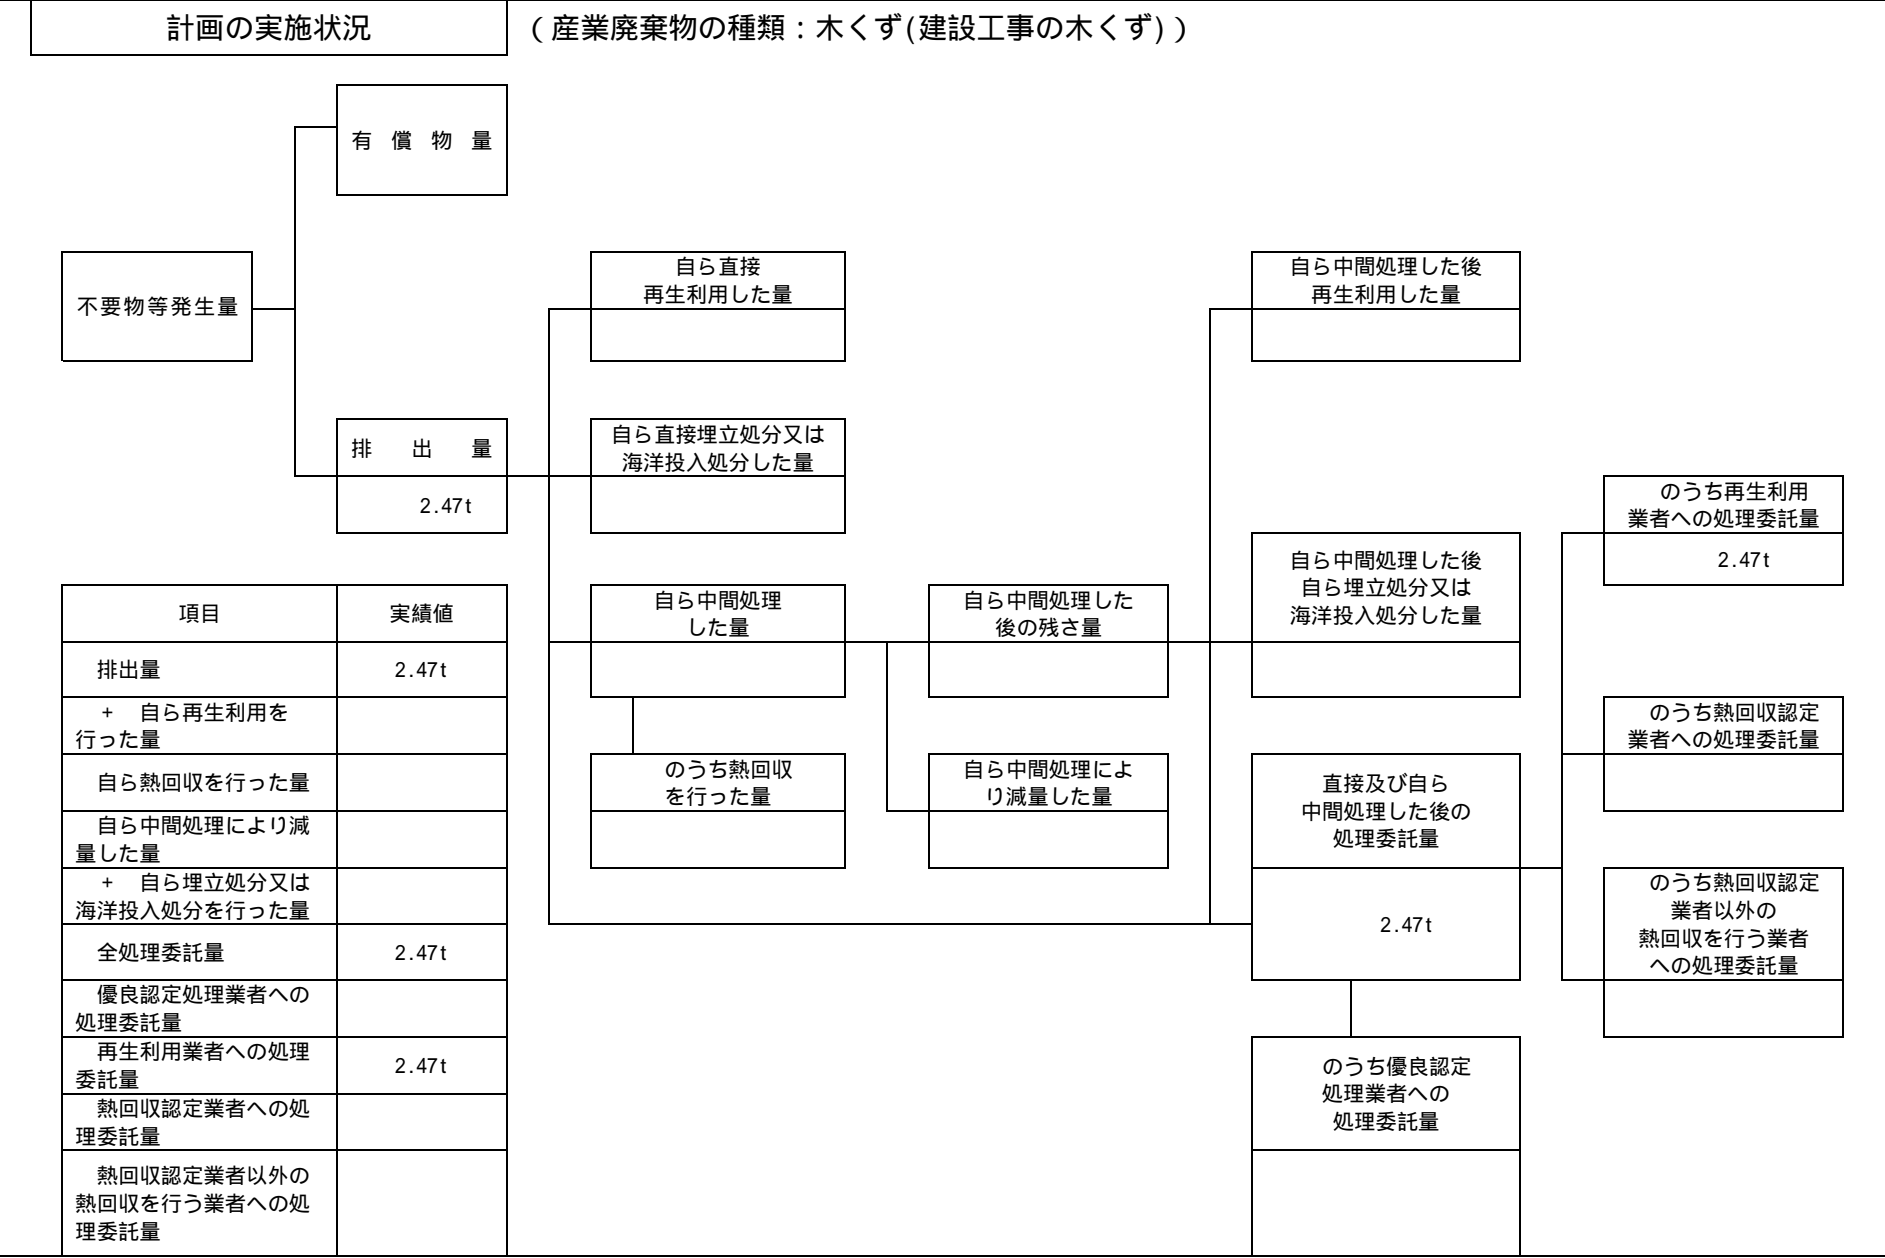 計画の実施状況
(産業廃棄物の種類：木くず(建設工事の木くず))
有償物量
不要物等発生量
自ら直接
再生利用した量
自ら中間処理した後
再生利用した量
排出量
2.47t
自ら直接埋立処分又は
海洋投入処分した量
のうち再生利用
業者への処理委託量
2.47t
自ら中間処理した後
自ら埋立処分又は
海洋投入処分した量
自ら中間処理
した量
自ら中間処理した
後の残さ量
のうち熱回収認定
業者への処理委託量
のうち熱回収
を行った量
自ら中間処理によ
り減量した量
直接及び自ら
中間処理した後の
処理委託量
2.47t
のうち熱回収認定
業者以外の
熱回収を行う業者
への処理委託量
のうち優良認定
処理業者への
処理委託量
項目 実績値
排出量 2.47t
+ 自ら再生利用を
行った量
自ら熱回収を行った量
自ら中間処理により減
量した量
+ 自ら埋立処分又は
海洋投入処分を行った量
全処理委託量 2.47t
優良認定処理業者への
処理委託量
再生利用業者への処理
委託量 2.47t
熱回収認定業者への処
理委託量
熱回収認定業者以外の
熱回収を行う業者への処
理委託量